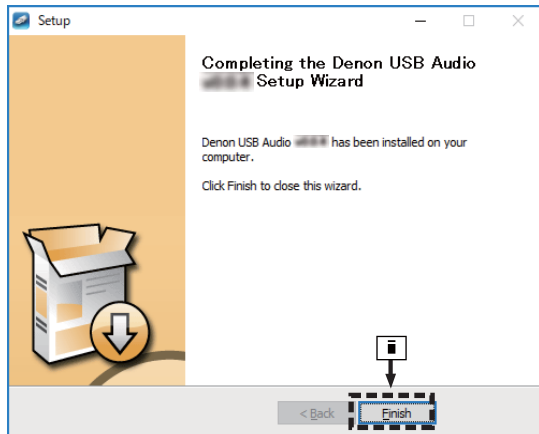 Setup
Completing the Denon USB Audio
Setup Wizard
Denon USB Audio has been installed on your
computer.
Click Finish to close this wizard.
< Back
Finish